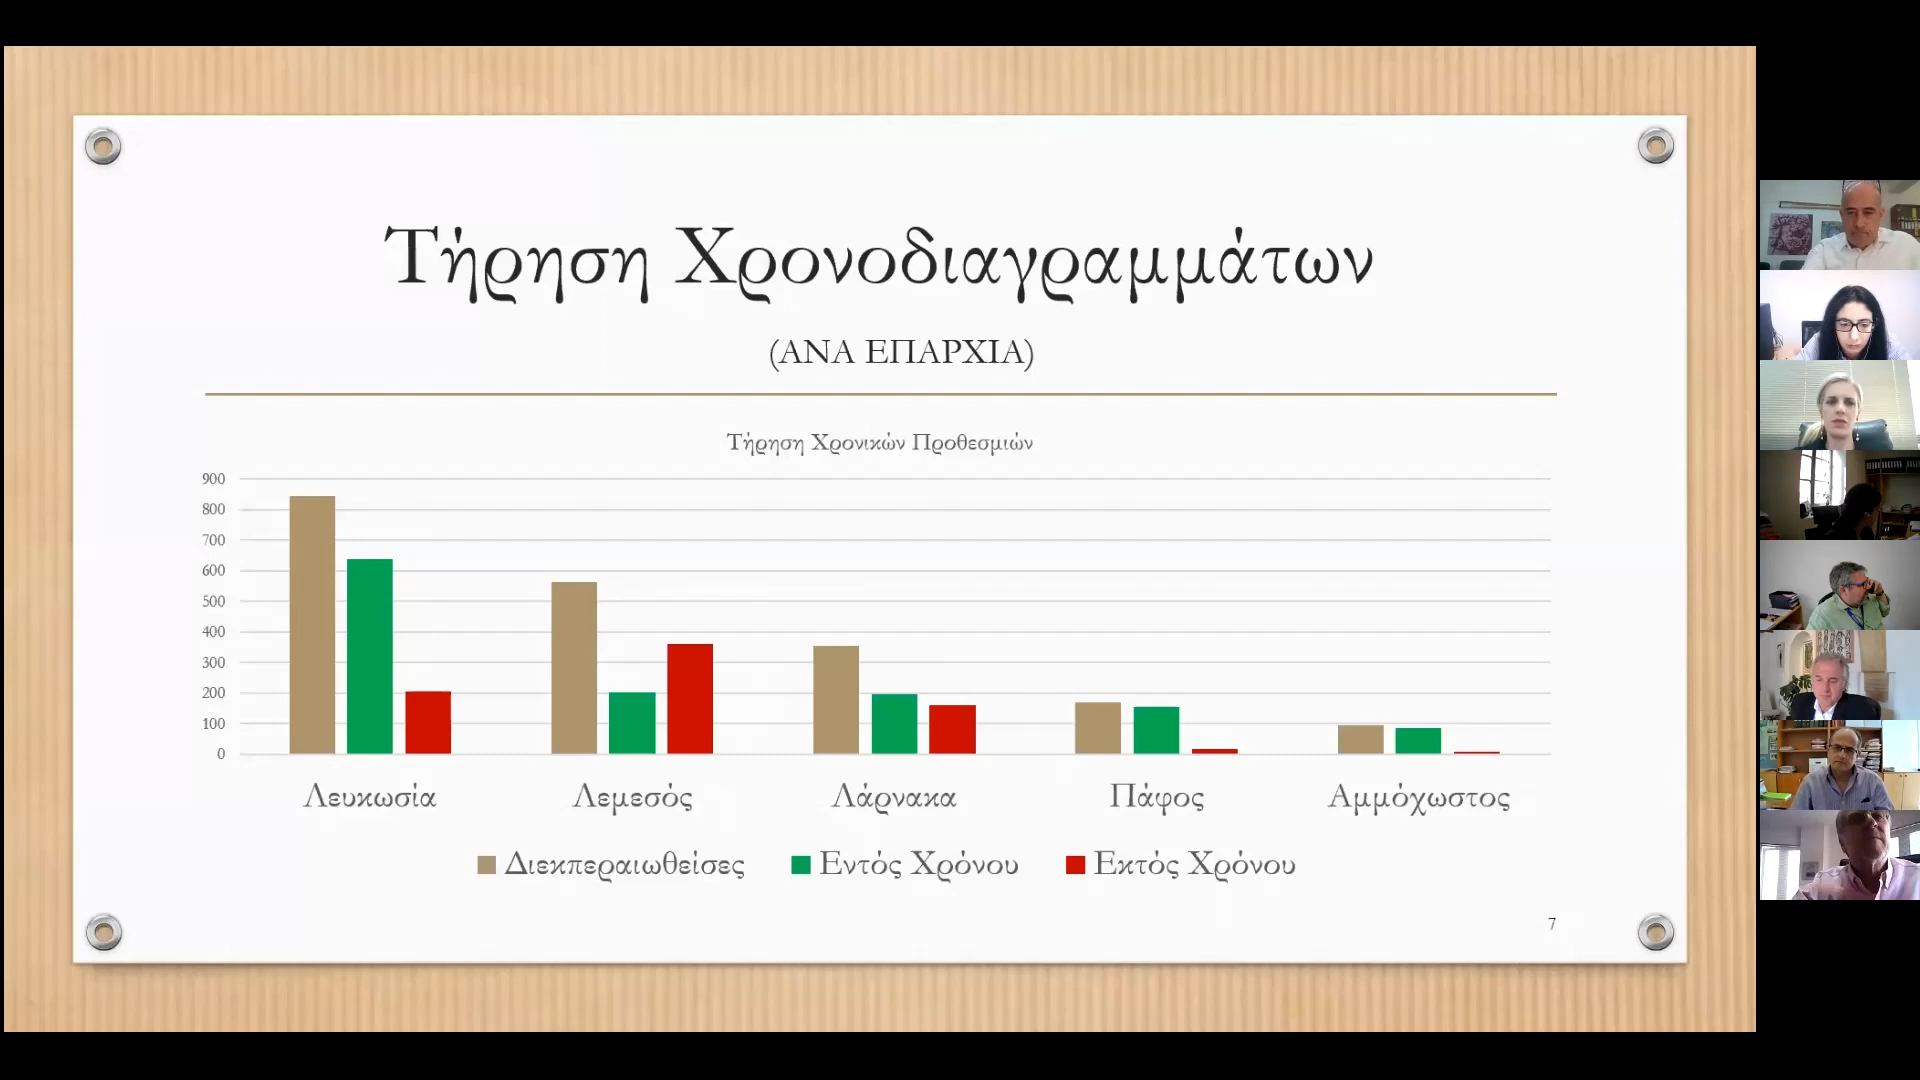 Τήρηση Χρονοδιαγραμμάτων
(ΑΝΑ ΕΠΑΡΧΙΑ)
Τήρηση Χρονικών Προθεσμιών
900
800
700
600
500
400
300
200
100
0
Λευκωσία Λεμεσός Λάρνακα Πάφος Αμμόχωστος
Διεκπεραιωθείσες Εντός Χρόνου Εκτός Χρόνου
7